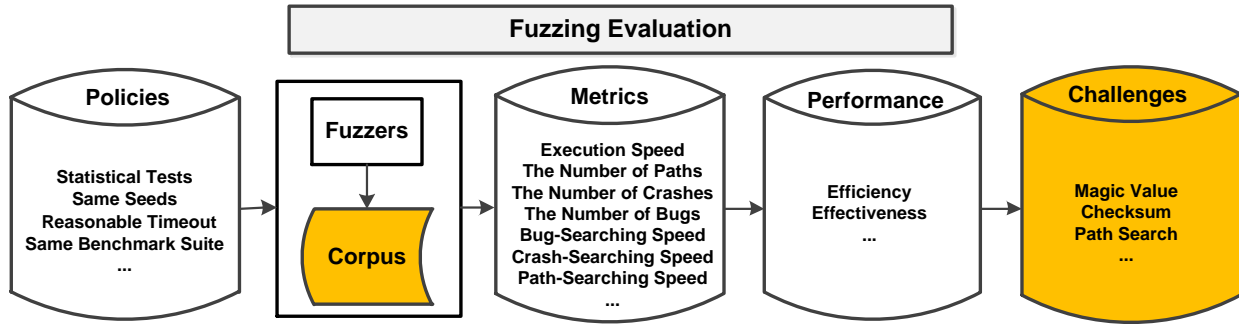 Fuzzing Evaluation
Policies
Statistical Tests
Same Seeds
Reasonable Timeout
Same Benchmark Suite
...
Fuzzers
Corpus
Metrics
Execution Speed
The Number of Paths
The Number of Crashes
The Number of Bugs
Bug-Searching Speed
Crash-Searching Speed
Path-Searching Speed
...
Performance
Efficiency
Effectiveness
...
Challenges
Magic Value
Checksum
Path Search
...